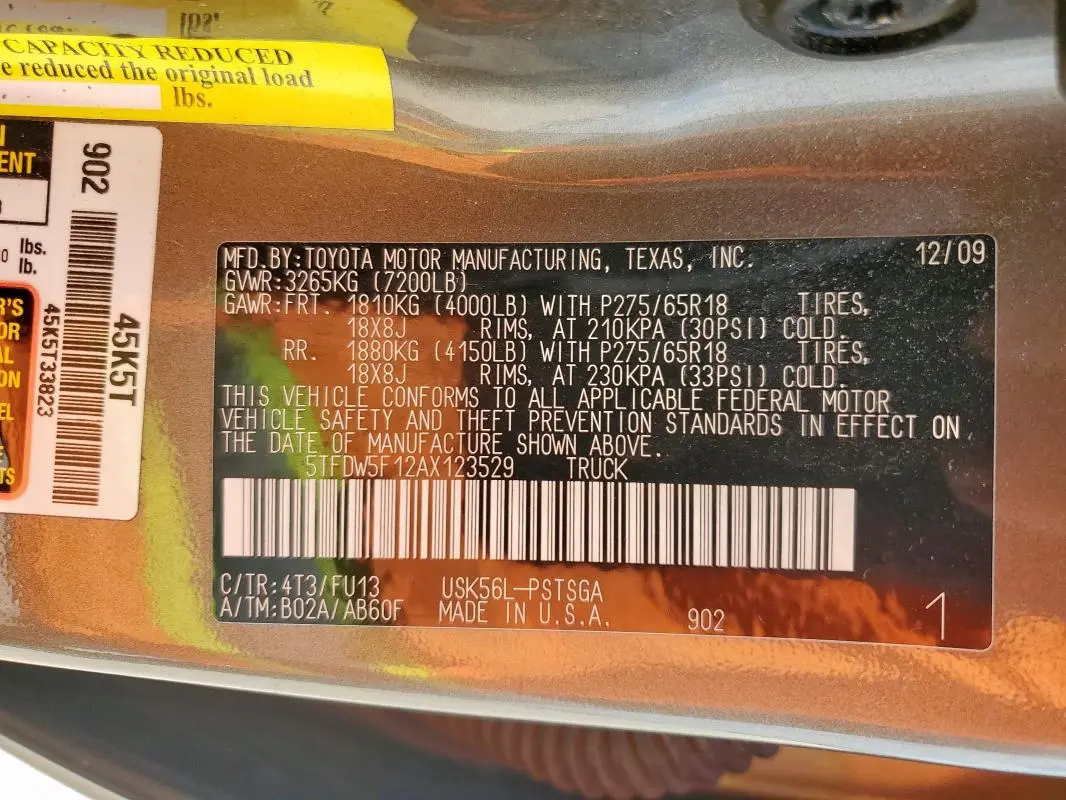 CAPACITY REDUCED
e reduced the original load
lbs.
902
ENT
lbs.
lb.
45K5T
45K5T33823
MFD.BY:TOYOTA MOTOR MANUFACTURING, TEXAS, INC. 12/09
GVWR:3265KG (7200LB)
GAWR:FRT. 1810KG (4000LB) WITH P275/65R18 TIRES,
18X8J RIMS, AT 210KPA (30PSI) COLD.
RR. 1880KG (4150LB) WITH P275/65R18 TIRES,
18X8J RIMS, AT 230KPA (33PSI) COLD.
THIS VEHICLE CONFORMS TO ALL APPLICABLE FEDERAL MOTOR
VEHICLE SAFETY AND THEFT PREVENTION STANDARDS IN EFFECT ON
THE DATE OF MANUFACTURE SHOWN ABOVE.
5TFDW5F12AX123529 TRUCK
C/TR:4T3/FU13 USK56L-PSTSGA
A/TM:B02A/AB60F MADE IN U.S.A. 902 1